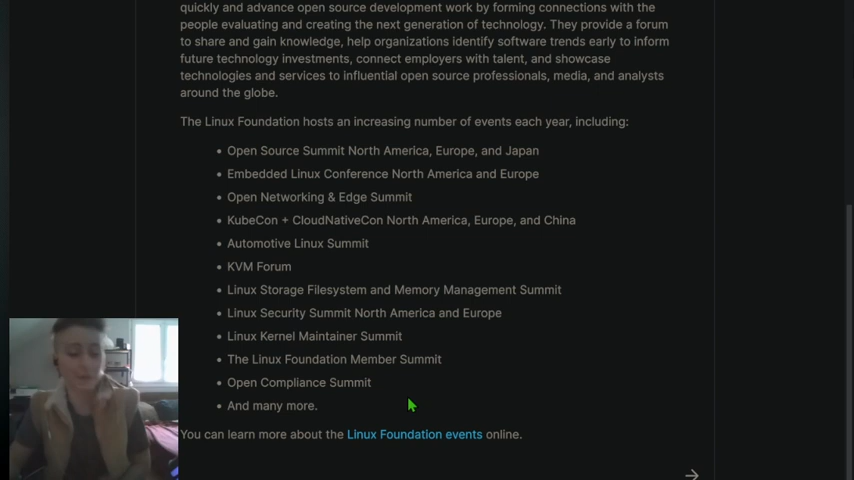 quickly and advance open source development work by forming connections with the
people evaluating and creating the next generation of technology. They provide a forum
to share and gain knowledge, help organizations identify software trends early to inform
future technology investments, connect employers with talent, and showcase
technologies and services to influential open source professionals, media, and analysts
around the globe.
The Linux Foundation hosts an increasing number of events each year, including:
• Open Source Summit North America, Europe, and Japan
• Embedded Linux Conference North America and Europe
• Open Networking & Edge Summit
• KubeCon + CloudNativeCon North America, Europe, and China
• Automotive Linux Summit
• KVM Forum
• Linux Storage Filesystem and Memory Management Summit
• Linux Security Summit North America and Europe
• Linux Kernel Maintainer Summit
• The Linux Foundation Member Summit
• Open Compliance Summit
• And many more.
You can learn more about the Linux Foundation events online.